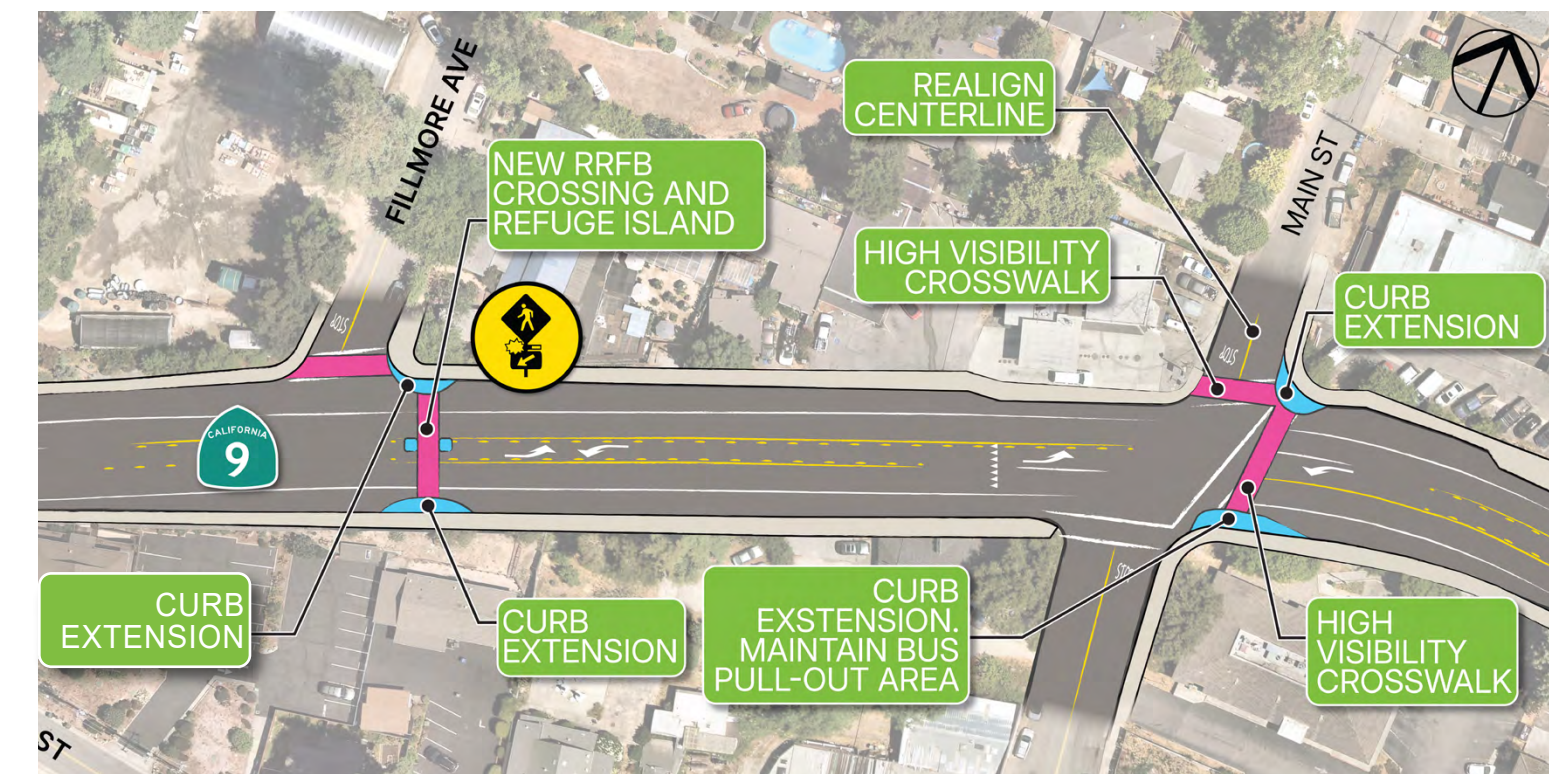 FILLMORE AVE
REALIGN
CENTERLINE
MAIN ST
NEW RRFB
CROSSING AND
REFUGE ISLAND
HIGH VISIBILITY
CROSSWALK
CURB
EXTENSION
STOP
STOP
CALIFORNIA
9
STOP
CURB
EXTENSION
CURB
EXTENSION
CURB
EXSTENSION.
MAINTAIN BUS
PULL-OUT AREA
HIGH
VISIBILITY
CROSSWALK
ST